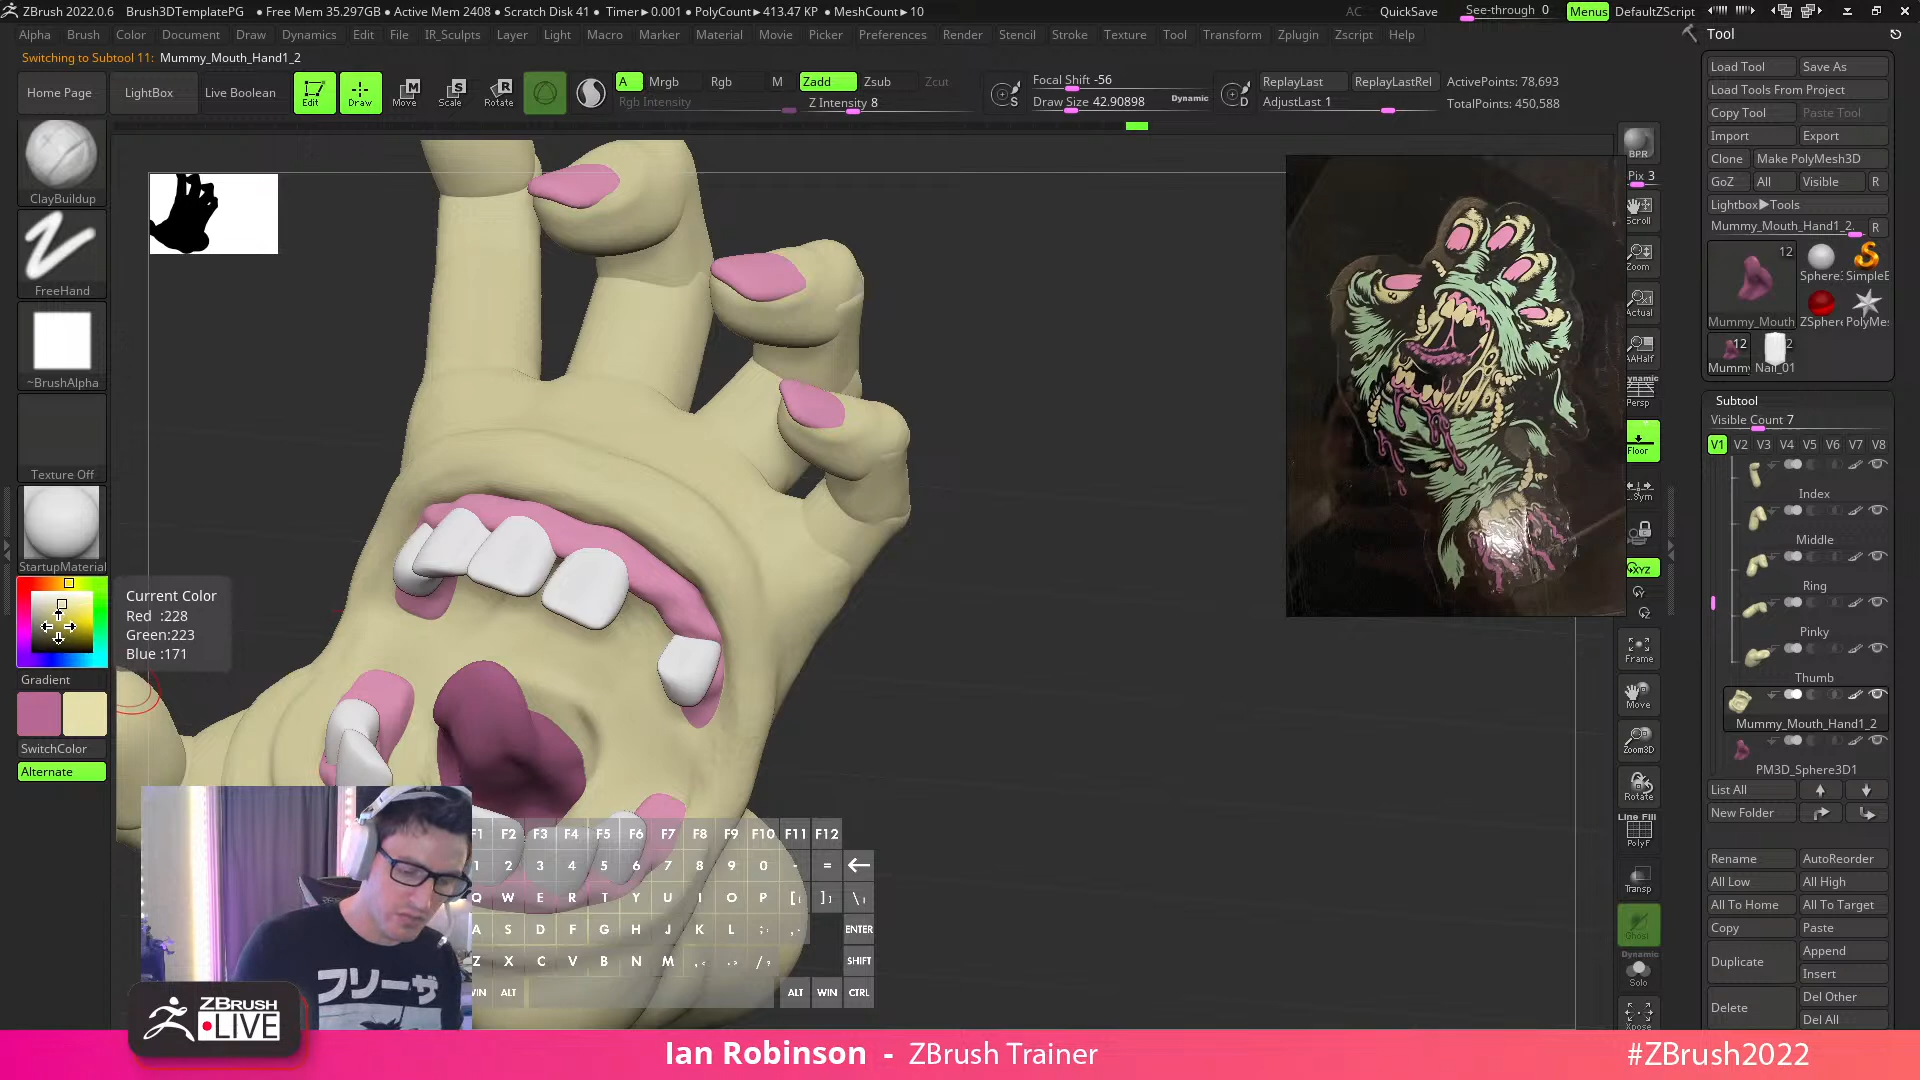 ZBrush 2022.0.6 Brush3DTemplatePG ● Free Mem 35.297GB ● Active Mem 2408 ● Scratch Disk 41 ● Timer►0.001 ● PolyCount►413.47 KP ● MeshCount►10 AC QuickSave See-through 0 Menus DefaultZScript
Alpha Brush Color Document Draw Dynamics Edit File IR_Sculpts Layer Light Macro Marker Material Movie Picker Preferences Render Stencil Stroke Texture Tool Transform Zplugin Zscript Help
Switching to Subtool 11: Mummy_Mouth_Hand1_2
Home Page LightBox Live Boolean Edit Draw Move Scale Rotate
A Mrgb Rgb M Zadd Zsub Zcut
Rgb Intensity Z Intensity 8
S Focal Shift -56
Draw Size 42.90898 Dynamic
D ReplayLast ReplayLastRel ActivePoints: 78,693
AdjustLast 1 TotalPoints: 450,588
ClayBuildup
FreeHand
~BrushAlpha
Texture Off
StartupMaterial
Current Color
Red :228
Green:223
Blue :171
Gradient
SwitchColor
Alternate
BPR
SPix 3
Scroll
Zoom
Actual
AAHalf
Dynamic
Persp
Floor
L.Sym
XYZ
Frame
Move
Zoom3D
Rotate
Line Fill
PolyF
Transp
Ghost
Dynamic
Solo
Xpose
Tool
Load Tool Save As
Load Tools From Project
Copy Tool Paste Tool
Import Export
Clone Make PolyMesh3D
GoZ All Visible R
Lightbox►Tools
Mummy_Mouth_Hand1_2. R
12
Mummy_Mouth
Sphere SimpleB
ZSphere PolyMe
12 2
Mummy Nail_01
Subtool
Visible Count 7
V1 V2 V3 V4 V5 V6 V7 V8
Index
Middle
Ring
Pinky
Thumb
Mummy_Mouth_Hand1_2
PM3D_Sphere3D1
List All
New Folder
Rename AutoReorder
All Low All High
All To Home All To Target
Copy Paste
Duplicate Append
Insert
Delete Del Other
Del All
F1 F2 F3 F4 F5 F6 F7 F8 F9 F10 F11 F12
1 2 3 4 5 6 7 8 9 0 - = ←
Q W E R T Y U I O P [ ] \
A S D F G H J K L ; ' ENTER
Z X C V B N M , . / SHIFT
WIN ALT ALT WIN CTRL
フリーザ
ZBRUSH
LIVE
Ian Robinson - ZBrush Trainer
#ZBrush2022